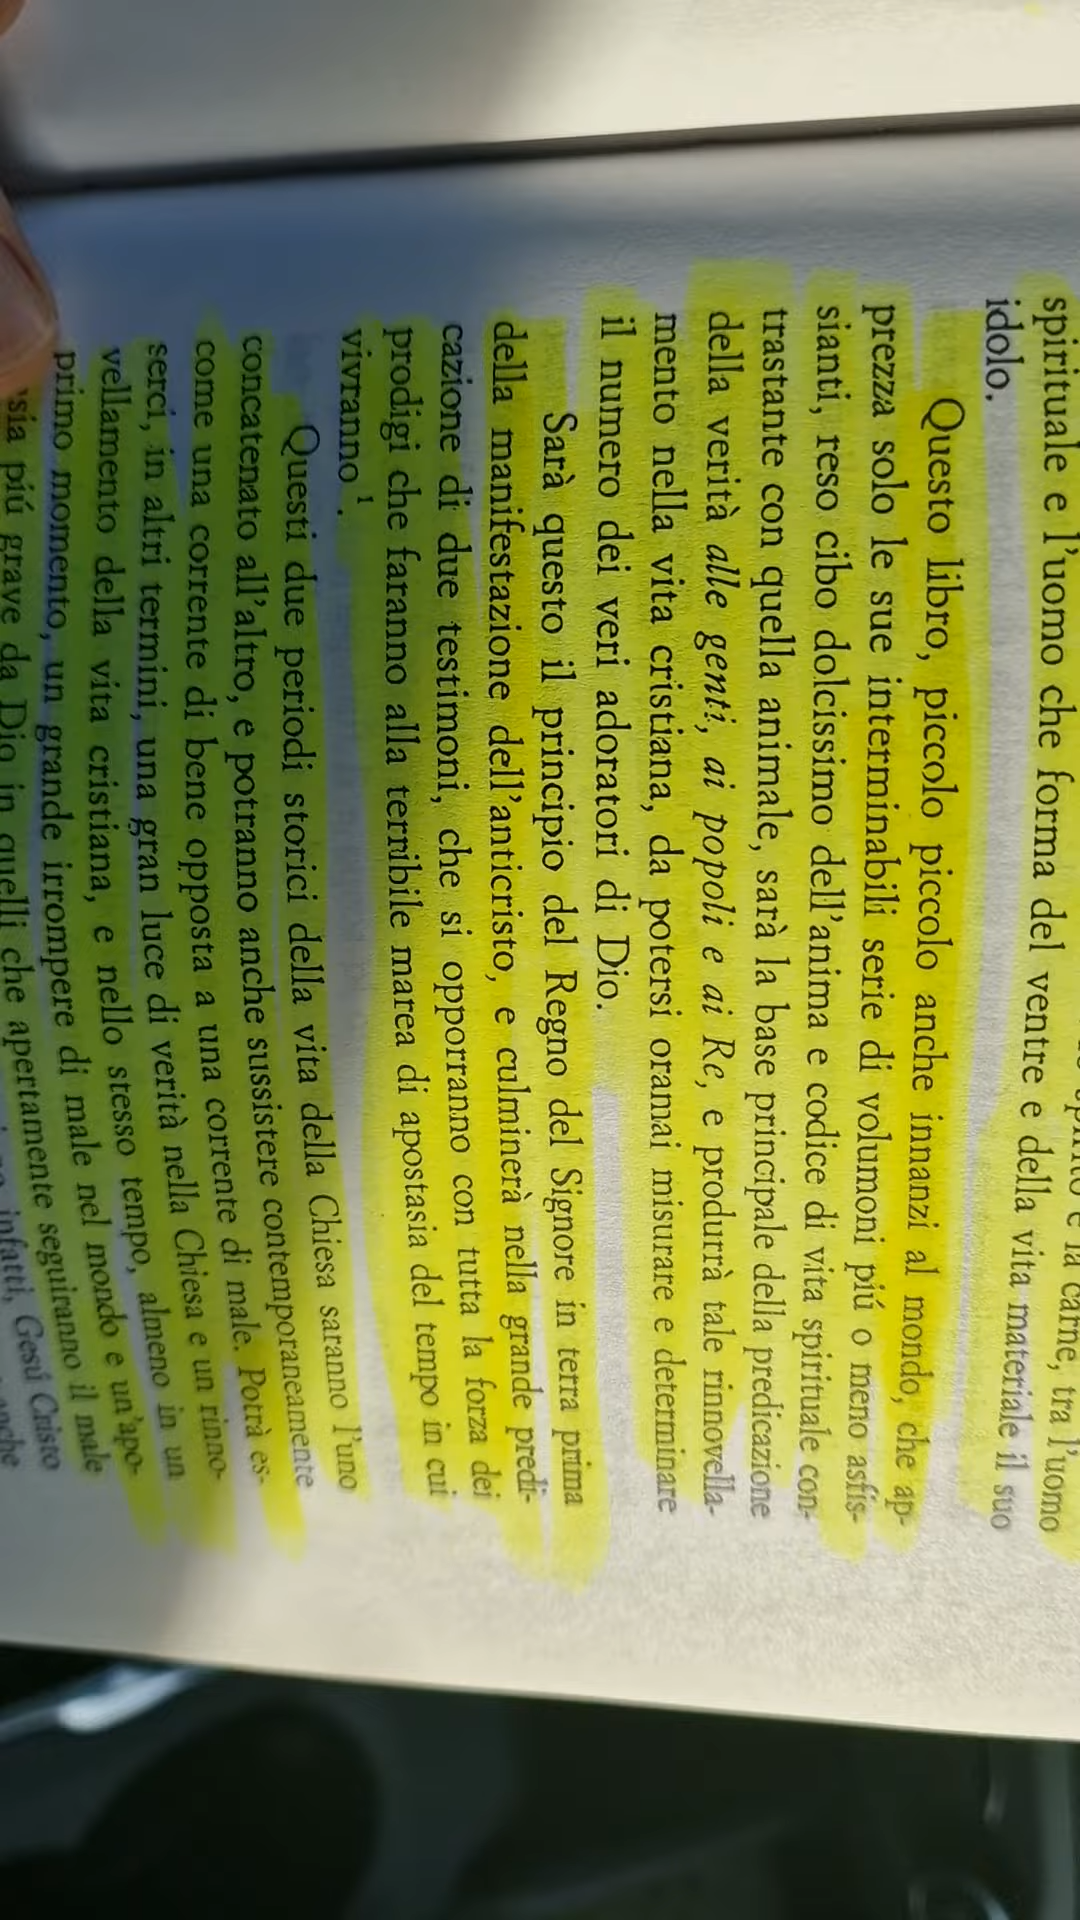 spirituale e l'uomo che forma del ventre e della vita materiale il suo
idolo.
Questo libro, piccolo piccolo anche innanzi al mondo, che ap-
prezza solo le sue interminabili serie di volumoni piú o meno asfis-
sianti, reso cibo dolcissimo dell'anima e codice di vita spirituale con-
trastante con quella animale, sarà la base principale della predicazione
della verità alle genti, ai popoli e ai Re, e produrrà tale rinnovella-
mento nella vita cristiana, da potersi oramai misurare e determinare
il numero dei veri adoratori di Dio.
Sarà questo il principio del Regno del Signore in terra prima
della manifestazione dell'anticristo, e culminerà nella grande predi-
cazione di due testimoni, che si opporranno con tutta la forza dei
prodigi che faranno alla terribile marea di apostasia del tempo in cui
vivranno¹.
Questi due periodi storici della vita della Chiesa saranno l'uno
concatenato all'altro, e potranno anche sussistere contemporaneamente
come una corrente di bene opposta a una corrente di male. Potrà es-
serci, in altri termini, una gran luce di verità nella Chiesa e un rinno-
vellamento della vita cristiana, e nello stesso tempo, almeno in un
primo momento, un grande irrompere di male nel mondo e un'apo-
sia piú grave da Dio in quelli che apertamente seguiranno il male
infatti, Gesú Cristo
anche